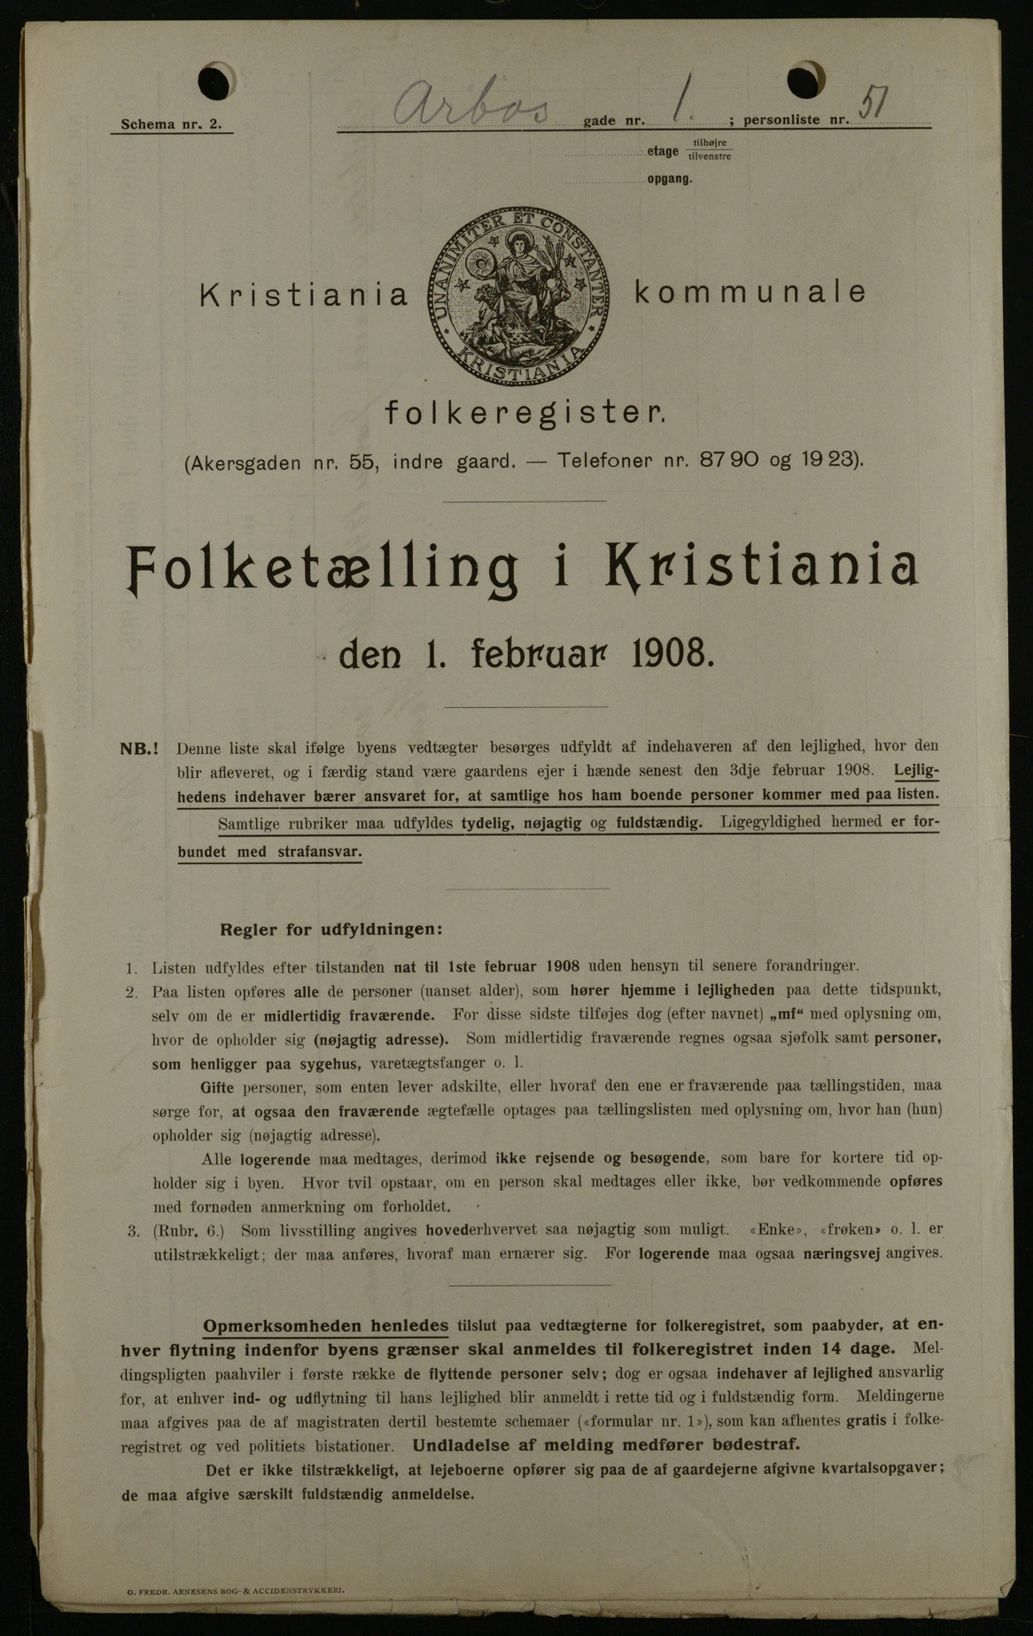 Schema nr. 2.
Arbos gade nr. 1. ; personliste nr. 51
etage tilhøjre
tilvenstre
opgang.
UNANIMITER ET CONSTANTER
KRISTIANIA
Kristiania kommunale
folkeregister.
(Akersgaden nr. 55, indre gaard. — Telefoner nr. 87 90 og 19 23).
Folketælling i Kristiania
den 1. februar 1908.
NB.! Denne liste skal ifølge byens vedtægter besørges udfyldt af indehaveren af den lejlighed, hvor den
blir afleveret, og i færdig stand være gaardens ejer i hænde senest den 3dje februar 1908. Lejlig-
hedens indehaver bærer ansvaret for, at samtlige hos ham boende personer kommer med paa listen.
Samtlige rubriker maa udfyldes tydelig, nøjagtig og fuldstændig. Ligegyldighed hermed er for-
bundet med strafansvar.
Regler for udfyldningen:
1. Listen udfyldes efter tilstanden nat til 1ste februar 1908 uden hensyn til senere forandringer.
2. Paa listen opføres alle de personer (uanset alder), som hører hjemme i lejligheden paa dette tidspunkt,
selv om de er midlertidig fraværende. For disse sidste tilføjes dog (efter navnet) „mf“ med oplysning om,
hvor de opholder sig (nøjagtig adresse). Som midlertidig fraværende regnes ogsaa sjøfolk samt personer,
som henligger paa sygehus, varetægtsfanger o. l.
Gifte personer, som enten lever adskilte, eller hvoraf den ene er fraværende paa tællingstiden, maa
sørge for, at ogsaa den fraværende ægtefælle optages paa tællingslisten med oplysning om, hvor han (hun)
opholder sig (nøjagtig adresse).
Alle logerende maa medtages, derimod ikke rejsende og besøgende, som bare for kortere tid op-
holder sig i byen. Hvor tvil opstaar, om en person skal medtages eller ikke, bør vedkommende opføres
med fornøden anmerkning om forholdet.
3. (Rubr. 6.) Som livsstilling angives hovederhvervet saa nøjagtig som muligt. «Enke», «frøken» o. l. er
utilstrækkeligt; der maa anføres, hvoraf man ernærer sig. For logerende maa ogsaa næringsvej angives.
Opmerksomheden henledes tilslut paa vedtægterne for folkeregistret, som paabyder, at en-
hver flytning indenfor byens grænser skal anmeldes til folkeregistret inden 14 dage. Mel-
dingspligten paahviler i første række de flyttende personer selv; dog er ogsaa indehaver af lejlighed ansvarlig
for, at enhver ind- og udflytning til hans lejlighed blir anmeldt i rette tid og i fuldstændig form. Meldingerne
maa afgives paa de af magistraten dertil bestemte schemaer («formular nr. 1»), som kan afhentes gratis i folke-
registret og ved politiets bistationer. Undladelse af melding medfører bødestraf.
Det er ikke tilstrækkeligt, at lejeboerne opfører sig paa de af gaardejerne afgivne kvartalsopgaver;
de maa afgive særskilt fuldstændig anmeldelse.
O. FREDR. ARNESENS BOG- & ACCIDENSTRYKKERI.